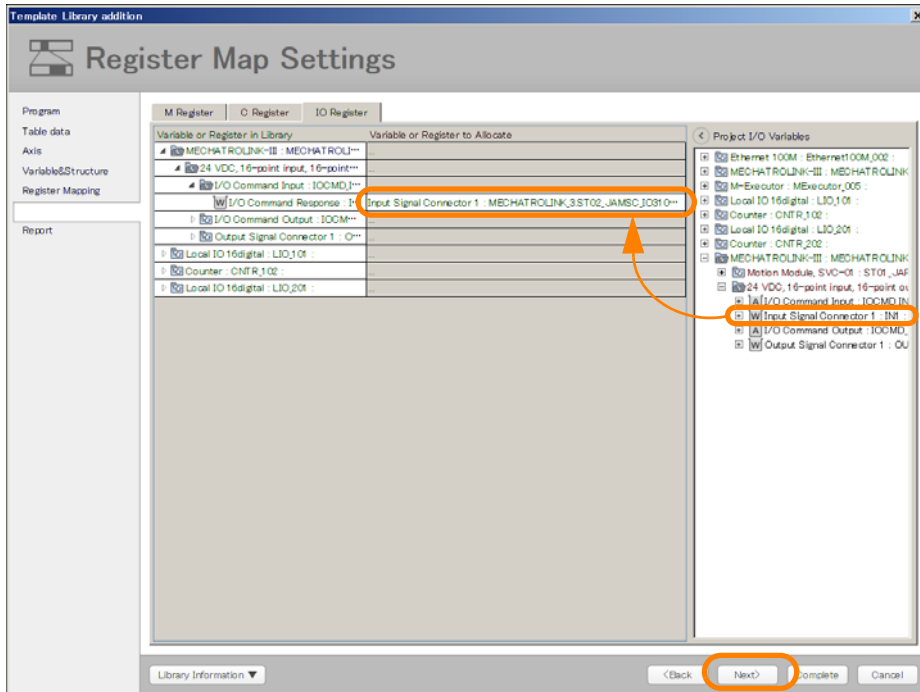 Template Library addition
Register Map Settings
Program
Table data
Axis
Variable&Structure
Register Mapping
Report
M Register
C Register
IO Register
Variable or Register in Library
Variable or Register to Allocate
MECHATROLINK-III : MECHATROLI...
24 VDC, 16-point input, 16-point...
I/O Command Input : IOCMD_I...
I/O Command Response : I
Input Signal Connector 1 : MECHATROLINK_3.ST02_JAMSC_IO31 0...
I/O Command Output : IOCM...
Output Signal Connector 1 : O...
Local IO 16digital : LIO_101 :
Counter : CNTR_102 :
Local IO 16digital : LIO_201 :
Project I/O Variables
Ethernet 100M : Ethernet100M_002 :
MECHATROLINK-III : MECHATROLINK
M-Executor : MExecutor_005 :
Local IO 16digital : LIO_101 :
Counter : CNTR_102 :
Local IO 16digital : LIO_201 :
Counter : CNTR_202 :
MECHATROLINK-III : MECHATROLINK
Motion Module, SVC-01 : ST01_JAF
24 VDC, 16-point input, 16-point ou
A I/O Command Input : IOCMD_IN
W Input Signal Connector 1 : IN1 :
A I/O Command Output : IOCMD_
W Output Signal Connector 1 : OU
Library Information ▼
<Back
Next>
Complete
Cancel